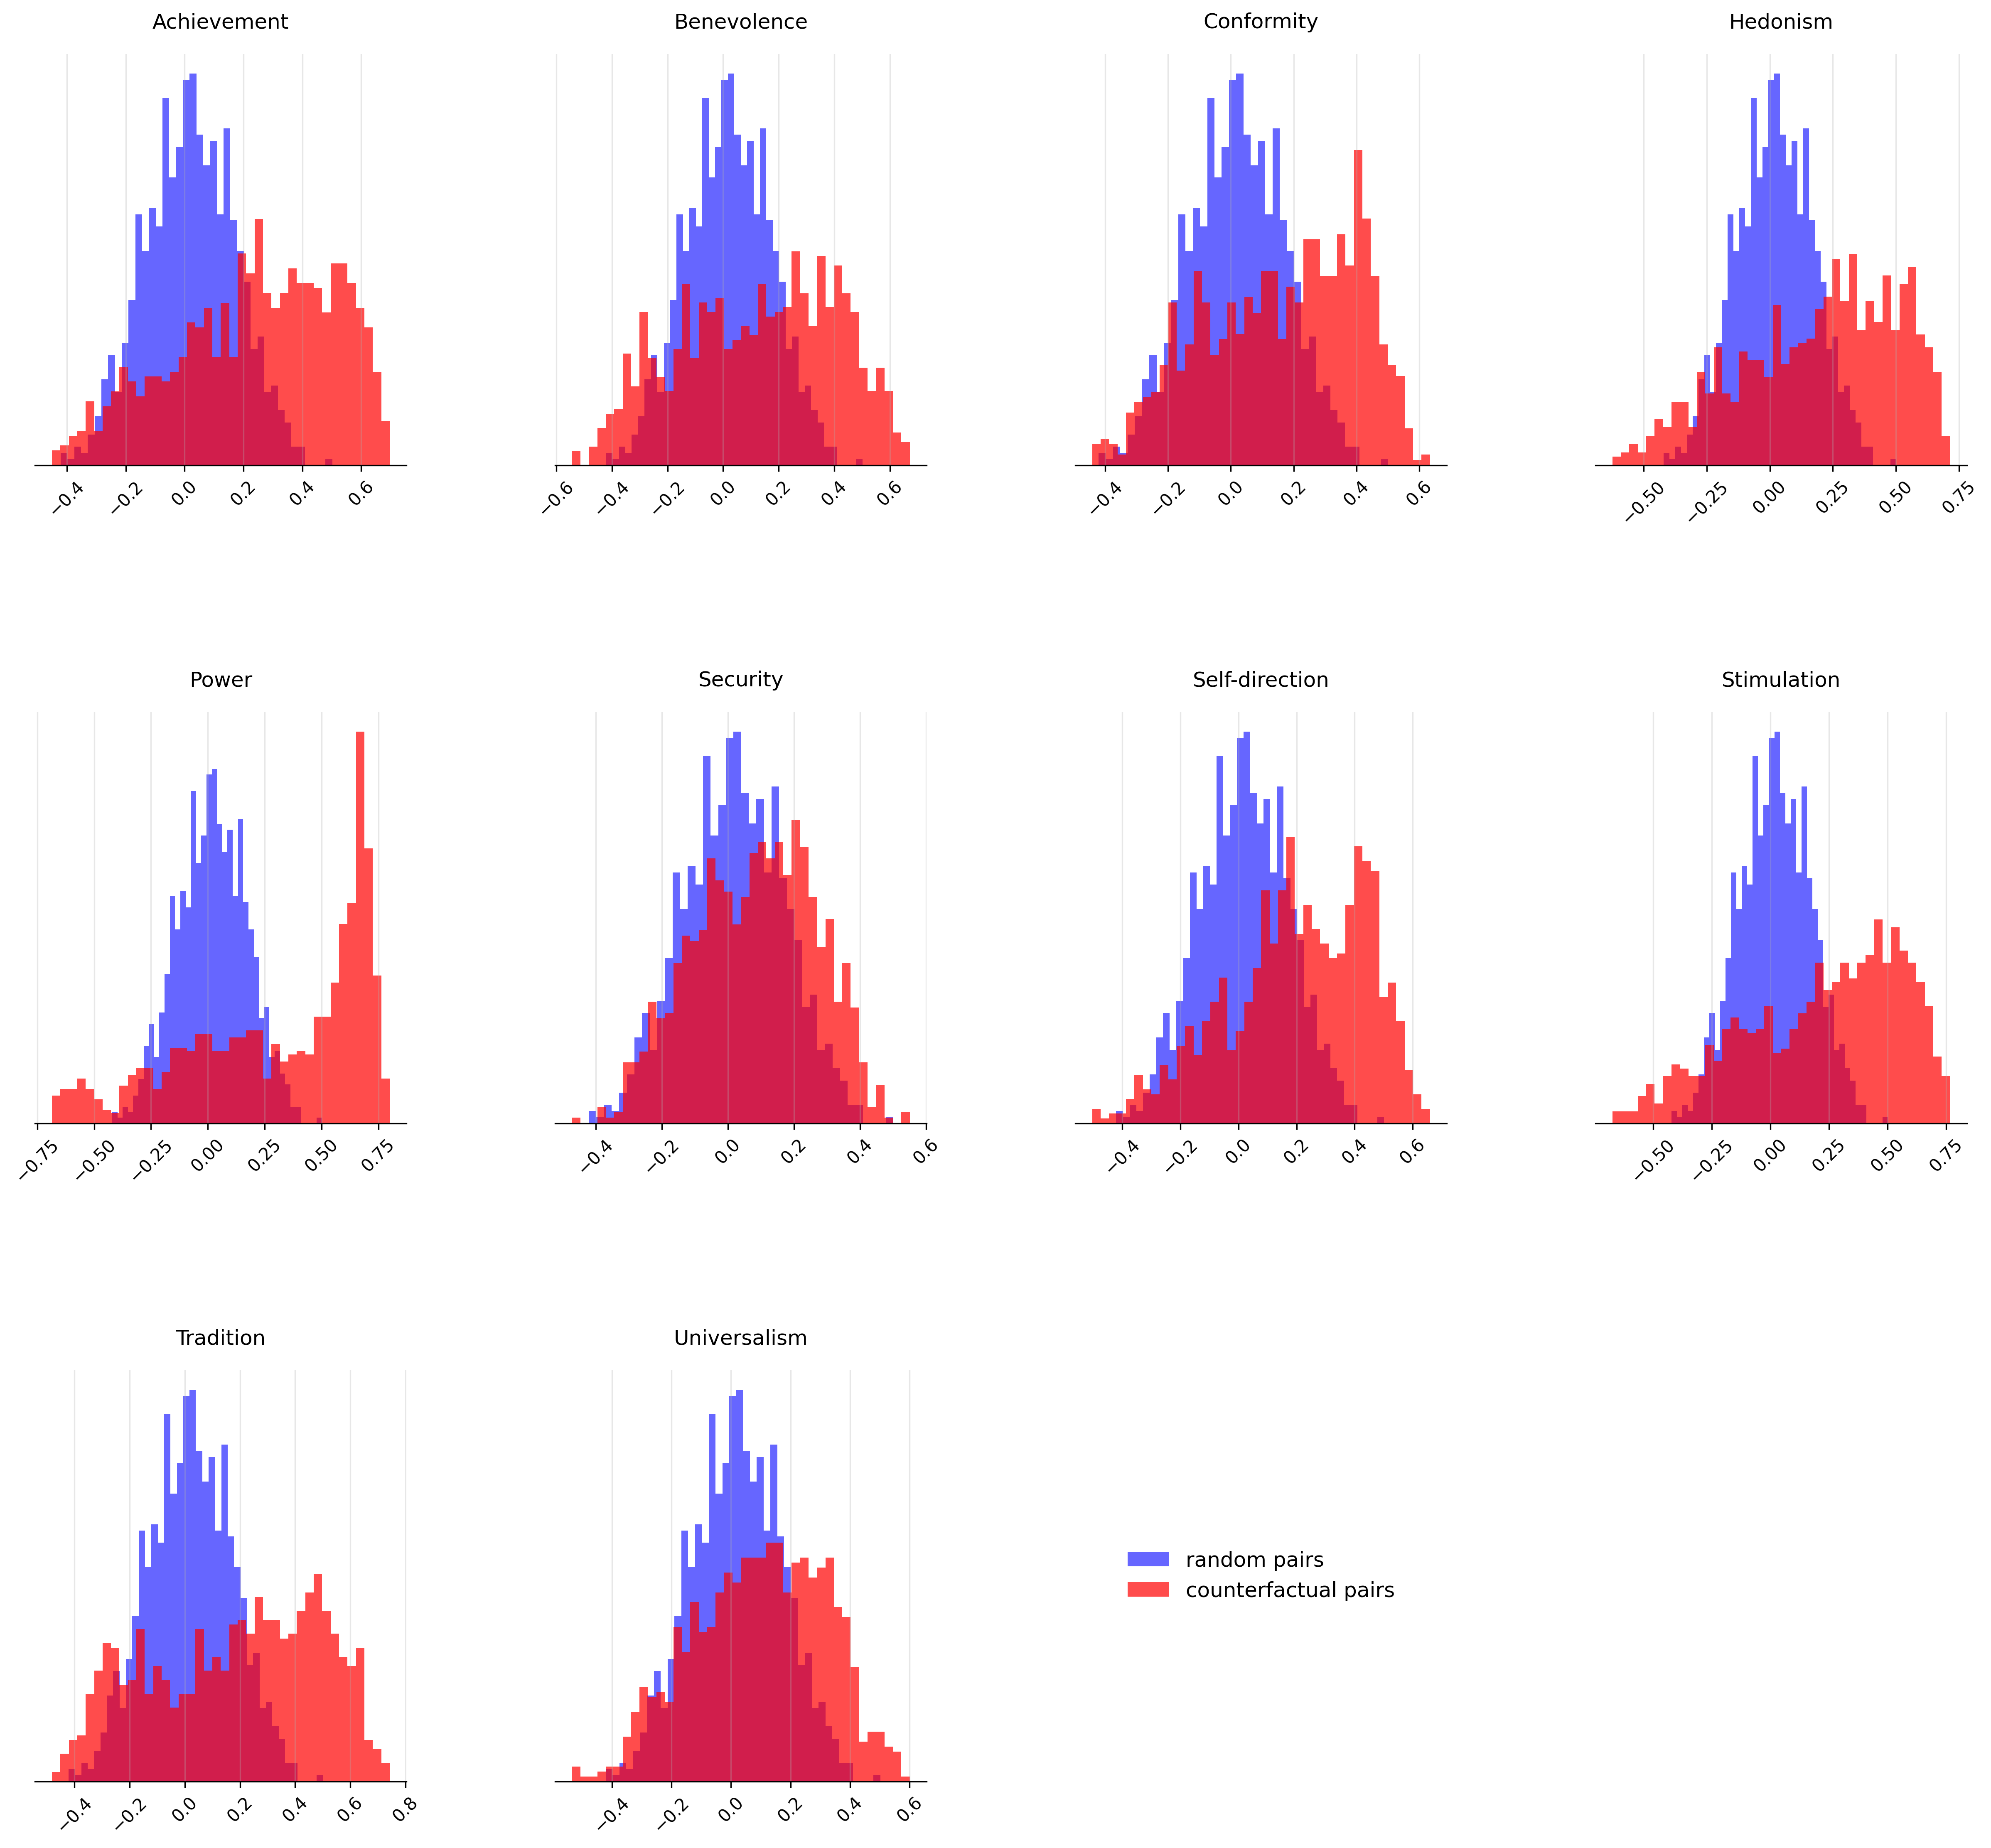 Achievement Benevolence Conformity Hedonism
−0.4 −0.2 0.0 0.2 0.4 0.6 −0.6 −0.4 −0.2 0.0 0.2 0.4 0.6 −0.4 −0.2 0.0 0.2 0.4 0.6 −0.50 −0.25 0.00 0.25 0.50 0.75
Power Security Self-direction Stimulation
−0.75 −0.50 −0.25 0.00 0.25 0.50 0.75 −0.4 −0.2 0.0 0.2 0.4 0.6 −0.4 −0.2 0.0 0.2 0.4 0.6 −0.50 −0.25 0.00 0.25 0.50 0.75
Tradition Universalism
random pairs
counterfactual pairs
−0.4 −0.2 0.0 0.2 0.4 0.6 0.8 −0.4 −0.2 0.0 0.2 0.4 0.6